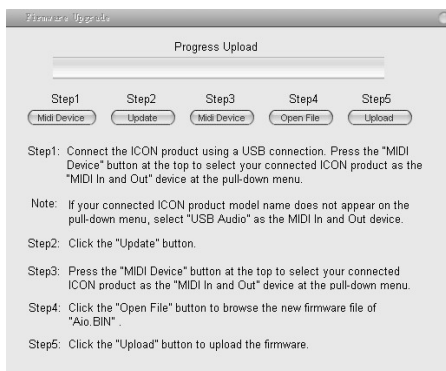 Firmware Upgrade
Progress Upload
Step1 Step2 Step3 Step4 Step5
Midi Device Update Midi Device Open File Upload
Step1: Connect the ICON product using a USB connection. Press the "MIDI
Device" button at the top to select your connected ICON product as the
"MIDI In and Out" device at the pull-down menu.
Note: If your connected ICON product model name does not appear on the
pull-down menu, select "USB Audio" as the MIDI In and Out device.
Step2: Click the "Update" button.
Step3: Press the "MIDI Device" button at the top to select your connected
ICON product as the "MIDI In and Out" device at the pull-down menu.
Step4: Click the "Open File" button to browse the new firmware file of
"Aio.BIN" .
Step5: Click the "Upload" button to upload the firmware.